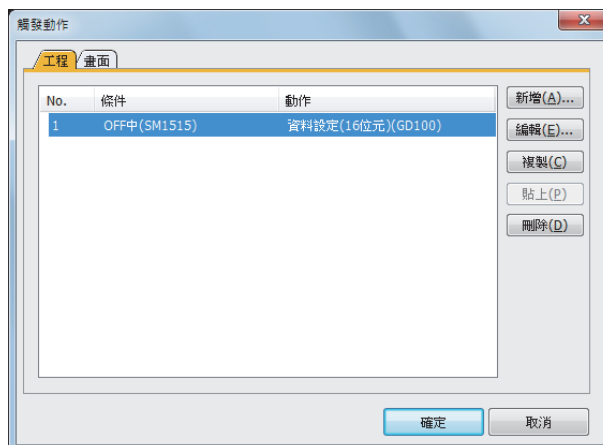 觸發動作
工程 畫面
No. 條件 動作
1 OFF中(SM1515) 資料設定(16位元)(GD100)
新增(A)...
編輯(E)...
複製(C)
貼上(P)
刪除(D)
確定 取消